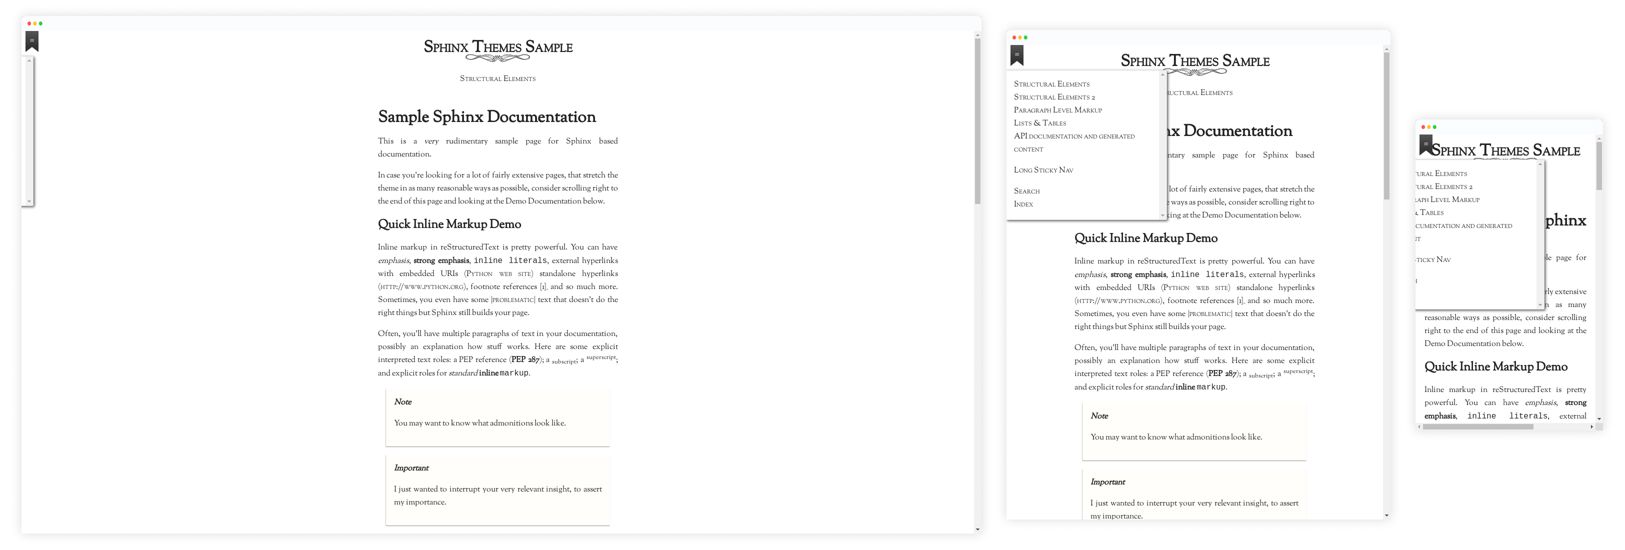 Sphinx Themes Sample
Structural Elements
Sample Sphinx Documentation
This is a very rudimentary sample page for Sphinx based
documentation.
In case you're looking for a lot of fairly extensive pages, that stretch the
theme in as many reasonable ways as possible, consider scrolling right to
the end of this page and looking at the Demo Documentation below.
Quick Inline Markup Demo
Inline markup in reStructuredText is pretty powerful. You can have
emphasis, strong emphasis, inline literals, external hyperlinks
with embedded URIs (Python web site) standalone hyperlinks
(http://www.python.org), footnote references [1], and so much more.
Sometimes, you even have some |problematic| text that doesn't do the
right things but Sphinx still builds your page.
Often, you'll have multiple paragraphs of text in your documentation,
possibly an explanation how stuff works. Here are some explicit
interpreted text roles: a PEP reference (PEP 287); a subscript; a superscript;
and explicit roles for standard inline markup.
Note
You may want to know what admonitions look like.
Important
I just wanted to interrupt your very relevant insight, to assert
my importance.
Sphinx Themes Sample
Structural Elements
Structural Elements 2
Paragraph Level Markup
Lists & Tables
API documentation and generated
content
Long Sticky Nav
Search
Index
uctural Elements
nx Documentation
entary sample page for Sphinx based
lot of fairly extensive pages, that stretch the
e ways as possible, consider scrolling right to
king at the Demo Documentation below.
Quick Inline Markup Demo
Inline markup in reStructuredText is pretty powerful. You can have
emphasis, strong emphasis, inline literals, external hyperlinks
with embedded URIs (Python web site) standalone hyperlinks
(http://www.python.org), footnote references [1], and so much more.
Sometimes, you even have some |problematic| text that doesn't do the
right things but Sphinx still builds your page.
Often, you'll have multiple paragraphs of text in your documentation,
possibly an explanation how stuff works. Here are some explicit
interpreted text roles: a PEP reference (PEP 287); a subscript; a superscript;
and explicit roles for standard inline markup.
Note
You may want to know what admonitions look like.
Important
I just wanted to interrupt your very relevant insight, to assert
my importance.
Sphinx Themes Sample
ural Elements
ural Elements 2
aph Level Markup
& Tables
cumentation and generated
nt
ticky Nav
phinx
le page for
rly extensive
n as many
reasonable ways as possible, consider scrolling
right to the end of this page and looking at the
Demo Documentation below.
Quick Inline Markup Demo
Inline markup in reStructuredText is pretty
powerful. You can have emphasis, strong
emphasis, inline literals, external